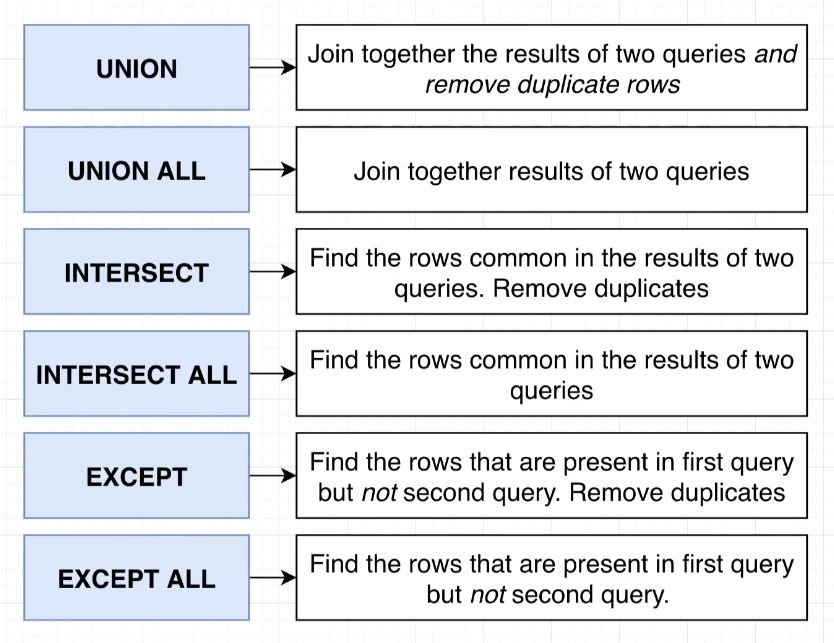 UNION
Join together the results of two queries and
remove duplicate rows
UNION ALL
Join together results of two queries
INTERSECT
Find the rows common in the results of two
queries. Remove duplicates
INTERSECT ALL
Find the rows common in the results of two
queries
EXCEPT
Find the rows that are present in first query
but not second query. Remove duplicates
EXCEPT ALL
Find the rows that are present in first query
but not second query.